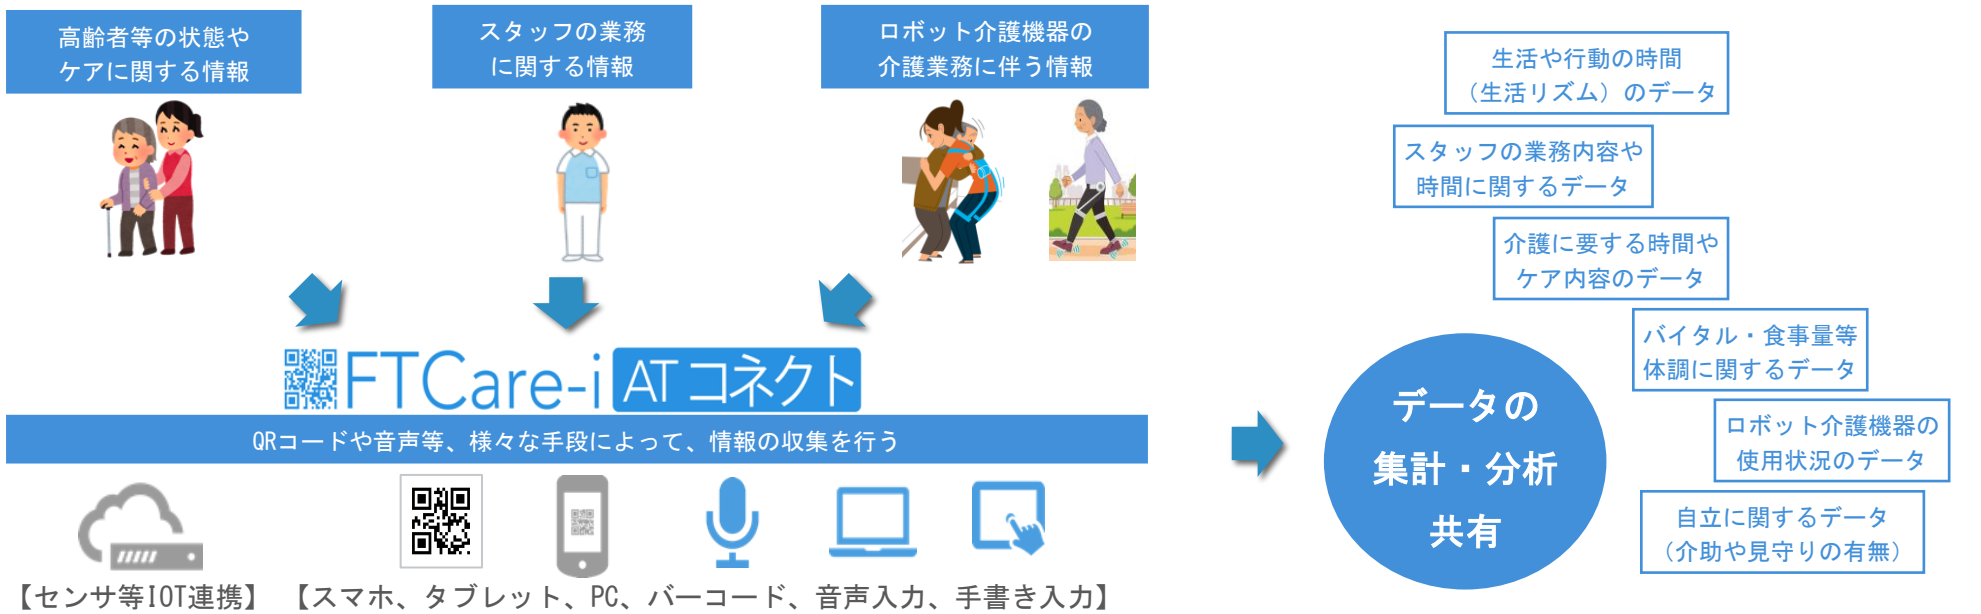 高齢者等の状態や
ケアに関する情報
スタッフの業務
に関する情報
ロボット介護機器の
介護業務に伴う情報
FTCare-i ATコネクト
QRコードや音声等、様々な手段によって、情報の収集を行う
【センサ等IOT連携】
【スマホ、タブレット、PC、バーコード、音声入力、手書き入力】
データの
集計・分析
共有
生活や行動の時間
（生活リズム）のデータ
スタッフの業務内容や
時間に関するデータ
介護に要する時間や
ケア内容のデータ
バイタル・食事量等
体調に関するデータ
ロボット介護機器の
使用状況のデータ
自立に関するデータ
（介助や見守りの有無）